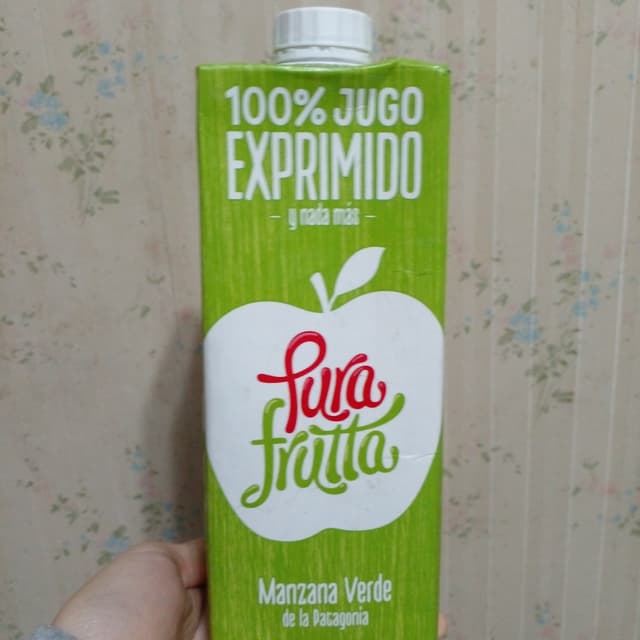 100% JUGO
EXPRIMIDO
- y nada más -
Pura
frutta
Manzana Verde
de la Patagonia